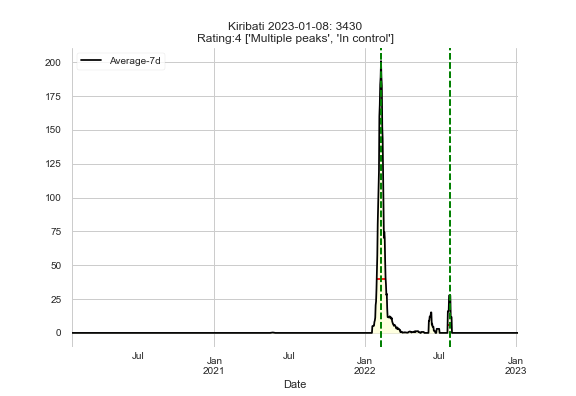 Kiribati 2023-01-08: 3430
Rating:4 ['Multiple peaks', 'In control']
Average-7d
200
175
150
125
100
75
50
25
0
Jul
Jan
2021
Jul
Jan
2022
Jul
Jan
2023
Date